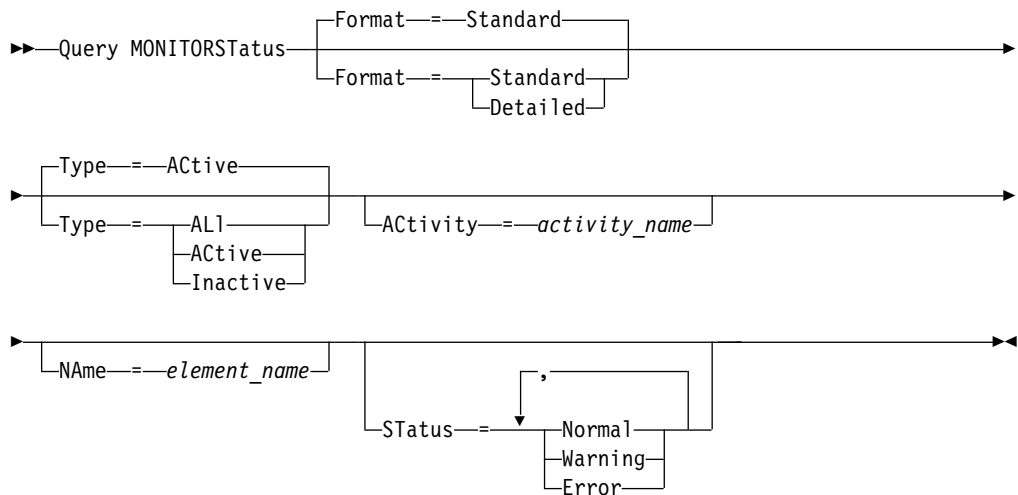 Format = Standard
Query MONITORSTatus
Format = Standard
Detailed
Type = ACtive
Type = ALl
ACtive
Inactive
ACtivity = activity_name
NAme = element_name
,
STatus = Normal
Warning
Error